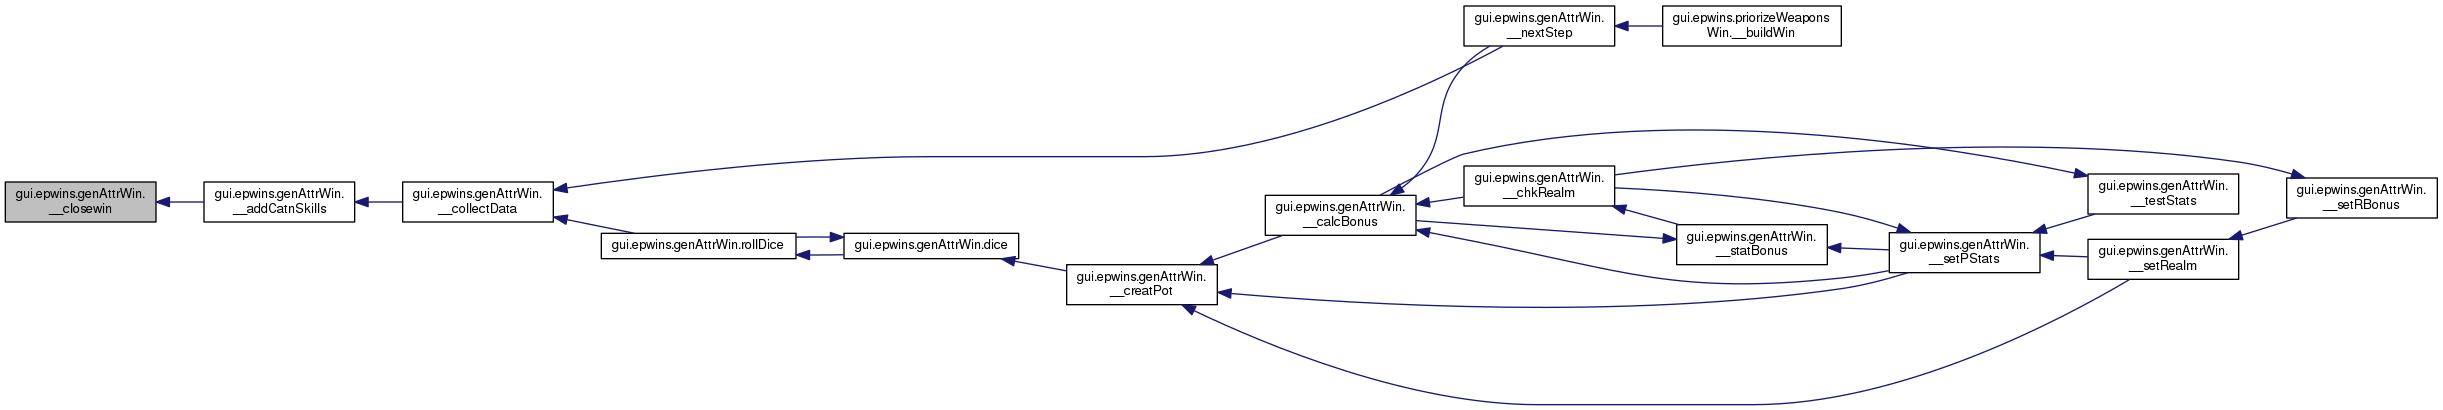 gui.epwins.genAttrWin.
__nextStep
gui.epwins.priorizeWeapons
Win.__buildWin
gui.epwins.genAttrWin.
__closewin
gui.epwins.genAttrWin.
__addCatnSkills
gui.epwins.genAttrWin.
__collectData
gui.epwins.genAttrWin.rollDice
gui.epwins.genAttrWin.dice
gui.epwins.genAttrWin.
__creatPot
gui.epwins.genAttrWin.
__calcBonus
gui.epwins.genAttrWin.
__chkRealm
gui.epwins.genAttrWin.
__statBonus
gui.epwins.genAttrWin.
__setPStats
gui.epwins.genAttrWin.
__testStats
gui.epwins.genAttrWin.
__setRealm
gui.epwins.genAttrWin.
__setRBonus